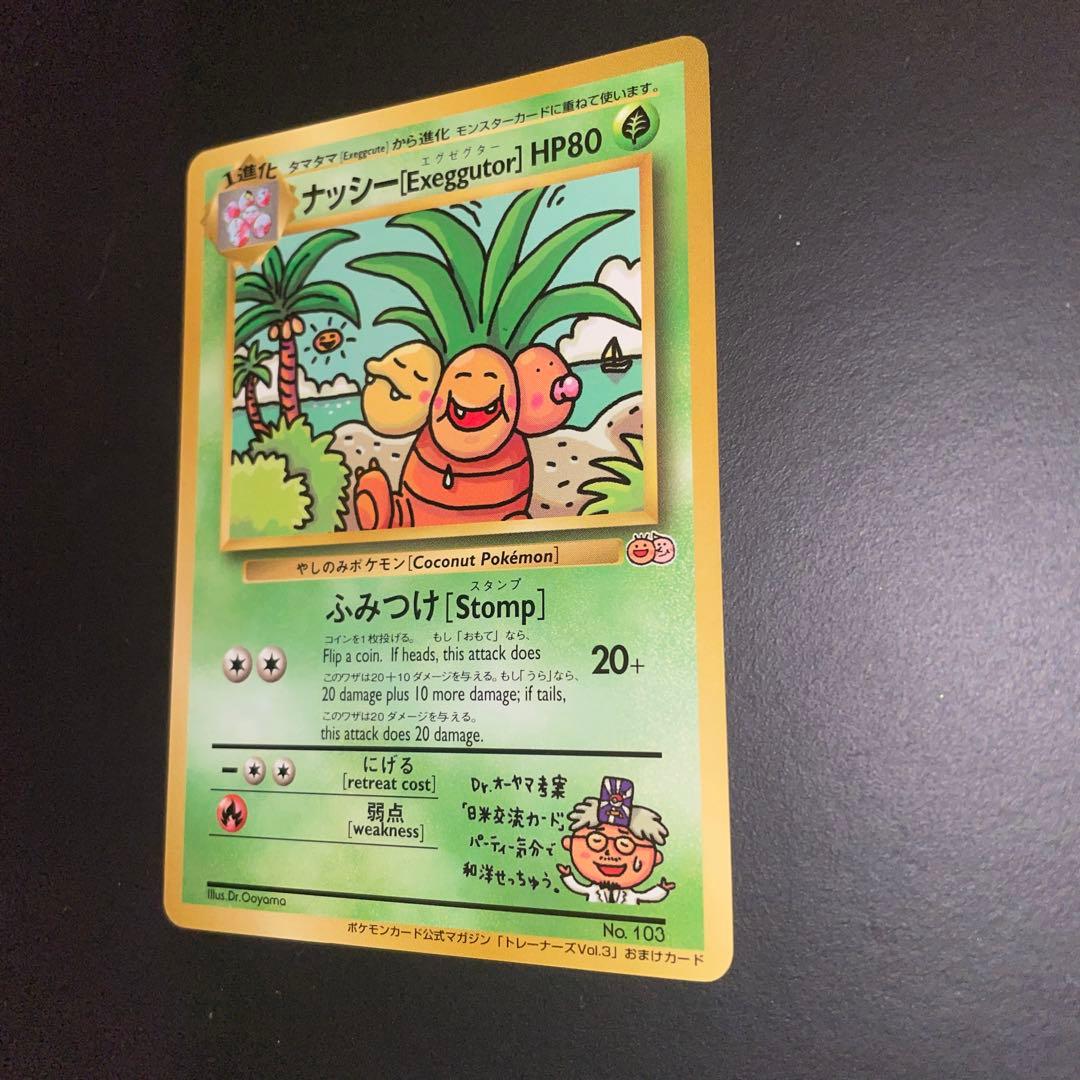 1進化 タマタマ[Exeggcute]から進化 モンスターカードに重ねて使います。
エグゼグター
ナッシー[Exeggutor] HP80
やしのみポケモン[Coconut Pokémon]
スタンプ
ふみつけ[Stomp]
コインを1枚投げる。 もし「おもて」なら、
Flip a coin. If heads, this attack does
20+
このワザは20+10ダメージを与える。もし「うら」なら、
20 damage plus 10 more damage; if tails,
このワザは20ダメージを与える。
this attack does 20 damage.
にげる
[retreat cost]
弱点
[weakness]
Dr.オーヤマ考案
「日米交流カード」
パーティー気分で
和洋せっちゅう。
Illus.Dr.Ooyama
No. 103
ポケモンカード公式マガジン「トレーナーズVol.3」おまけカード